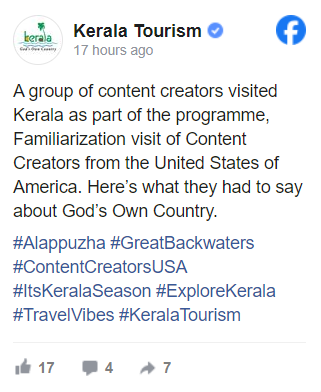 Kerala Tourism
17 hours ago
kerala
God's Own Country
A group of content creators visited
Kerala as part of the programme,
Familiarization visit of Content
Creators from the United States of
America. Here’s what they had to say
about God’s Own Country.
#Alappuzha #GreatBackwaters
#ContentCreatorsUSA
#ItsKeralaSeason #ExploreKerala
#TravelVibes #KeralaTourism
17 4 7